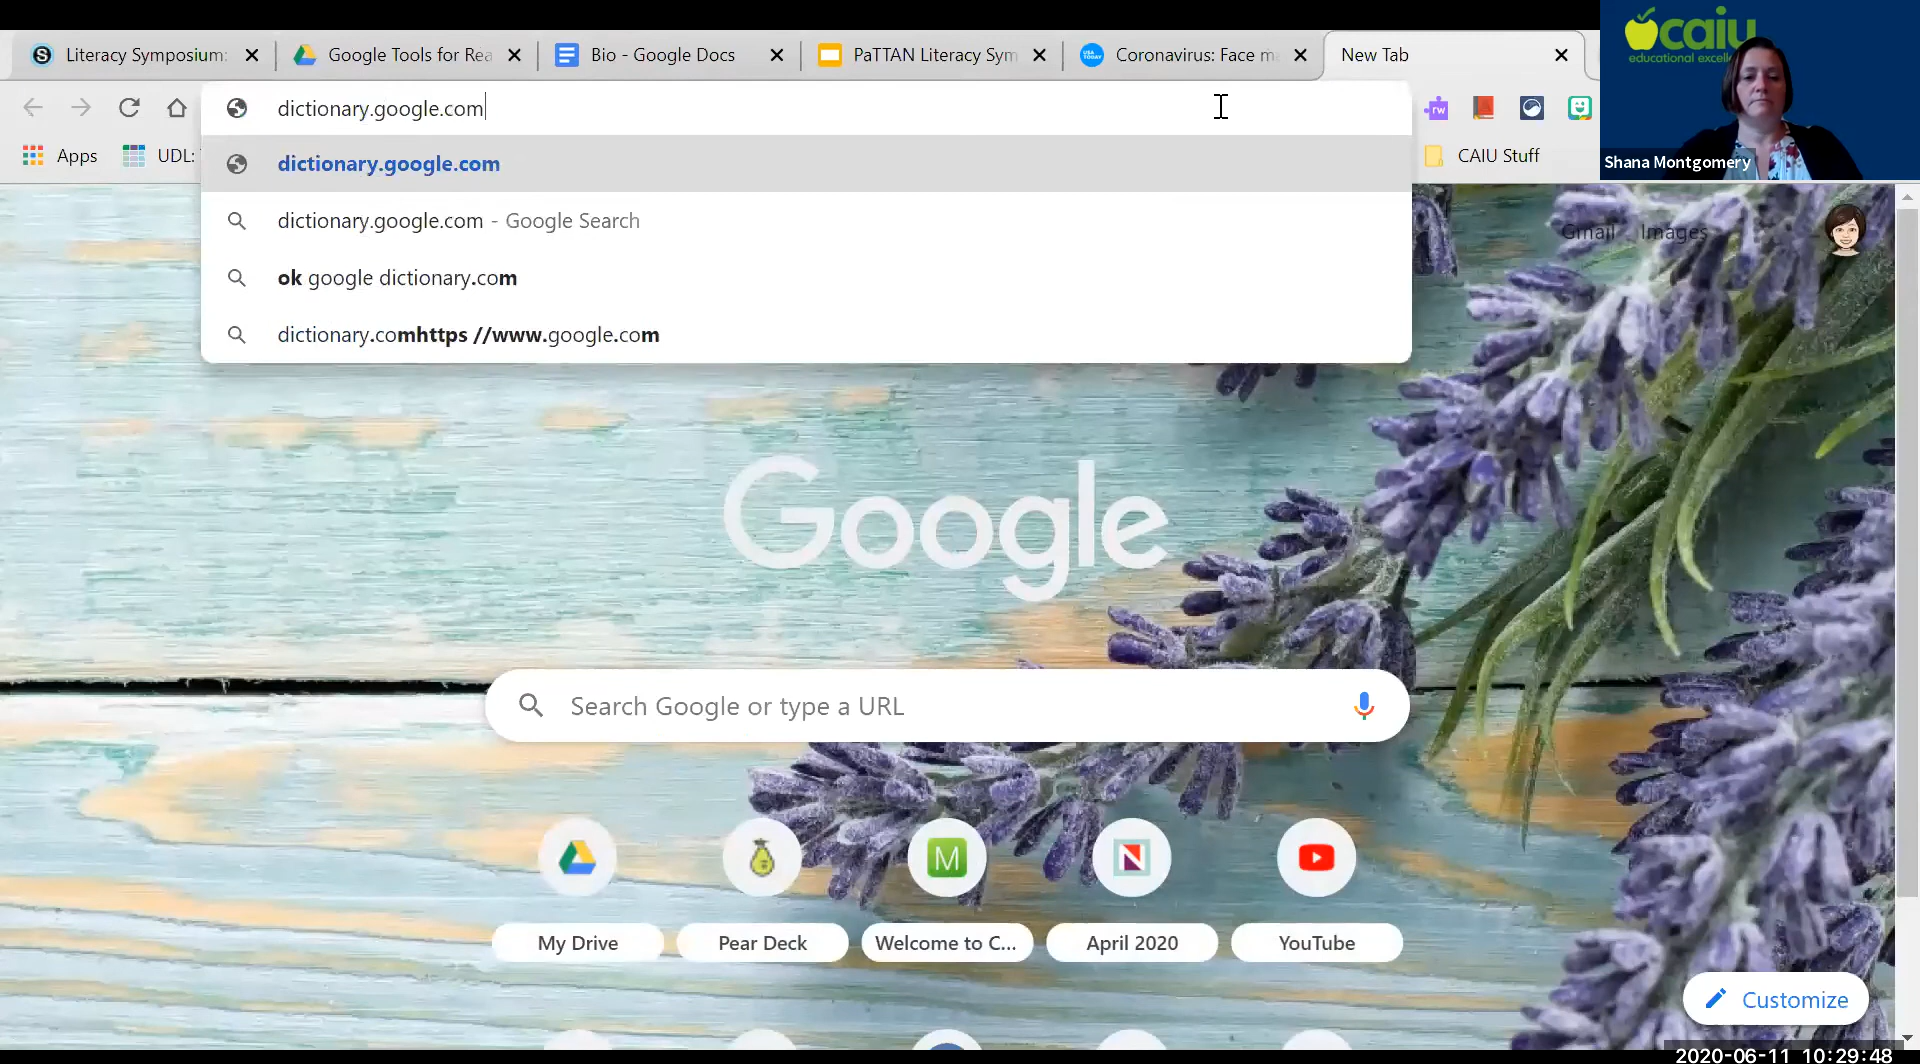 Literacy Symposium:
Google Tools for Rea
Bio - Google Docs
PaTTAN Literacy Sym
Coronavirus: Face ma
New Tab
caiu
educational excelle
dictionary.google.com
rw
Apps
UDL:
CAIU Stuff
Shana Montgomery
dictionary.google.com
dictionary.google.com - Google Search
ok google dictionary.com
dictionary.comhttps //www.google.com
Gmail Images
Google
Search Google or type a URL
M
N
My Drive
Pear Deck
Welcome to C...
April 2020
YouTube
Customize
2020-06-11 10:29:48